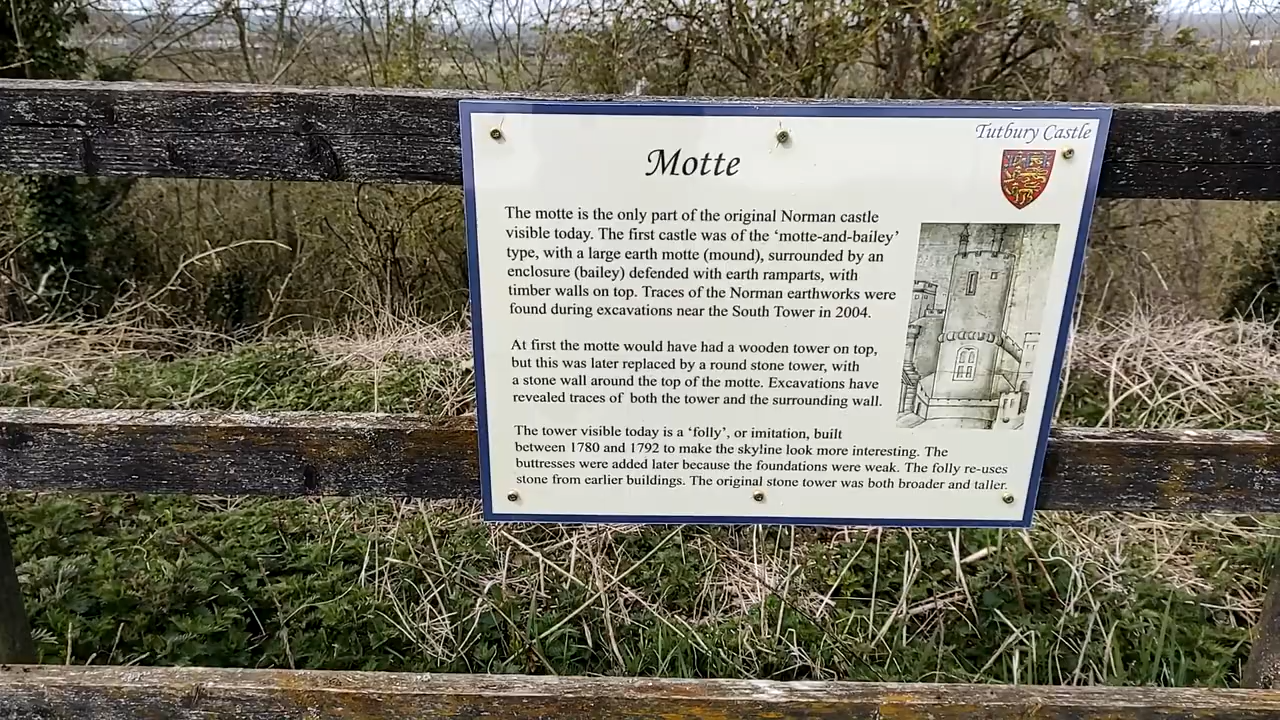 Tutbury Castle
Motte
The motte is the only part of the original Norman castle
visible today. The first castle was of the ‘motte-and-bailey’
type, with a large earth motte (mound), surrounded by an
enclosure (bailey) defended with earth ramparts, with
timber walls on top. Traces of the Norman earthworks were
found during excavations near the South Tower in 2004.
At first the motte would have had a wooden tower on top,
but this was later replaced by a round stone tower, with
a stone wall around the top of the motte. Excavations have
revealed traces of both the tower and the surrounding wall.
The tower visible today is a ‘folly’, or imitation, built
between 1780 and 1792 to make the skyline look more interesting. The
buttresses were added later because the foundations were weak. The folly re-uses
stone from earlier buildings. The original stone tower was both broader and taller.